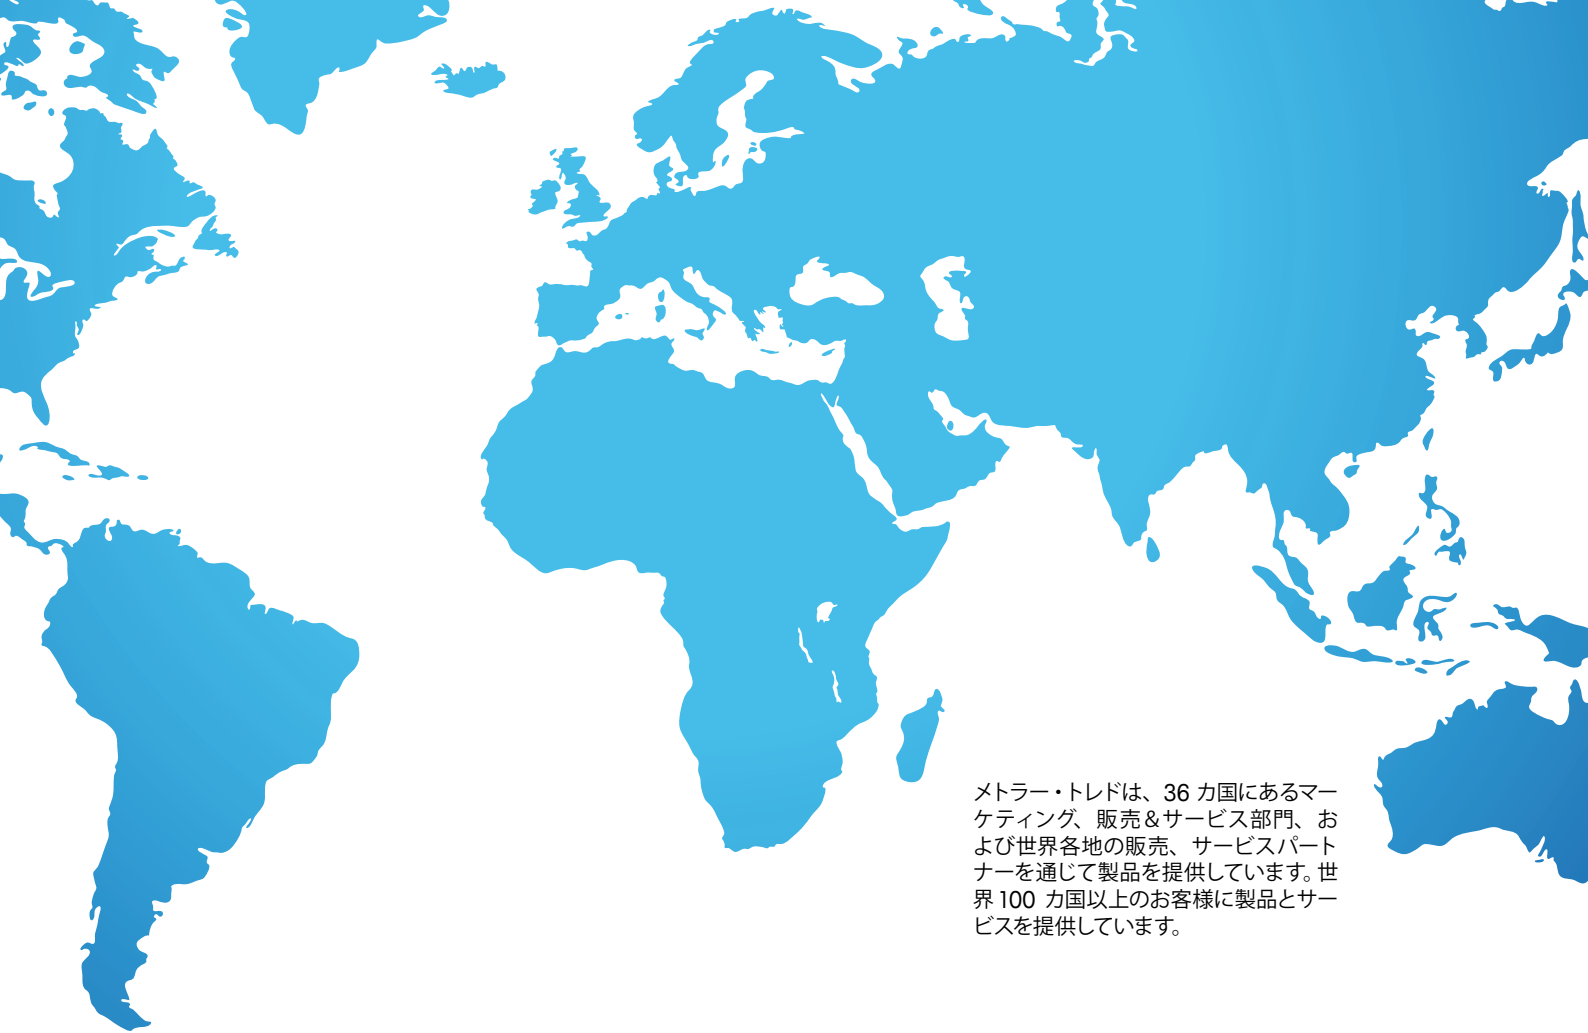 メトラー・トレドは、36 カ国にあるマー
ケティング、販売&サービス部門、お
よび世界各地の販売、サービスパート
ナーを通じて製品を提供しています。世
界 100 カ国以上のお客様に製品とサー
ビスを提供しています。